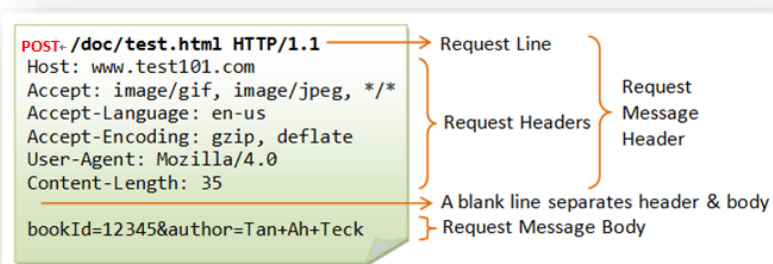 POST /doc/test.html HTTP/1.1
Host: www.test101.com
Accept: image/gif, image/jpeg, */*
Accept-Language: en-us
Accept-Encoding: gzip, deflate
User-Agent: Mozilla/4.0
Content-Length: 35
bookId=12345&author=Tan+Ah+Teck
Request Line
Request Headers
Request
Message
Header
A blank line separates header & body
Request Message Body